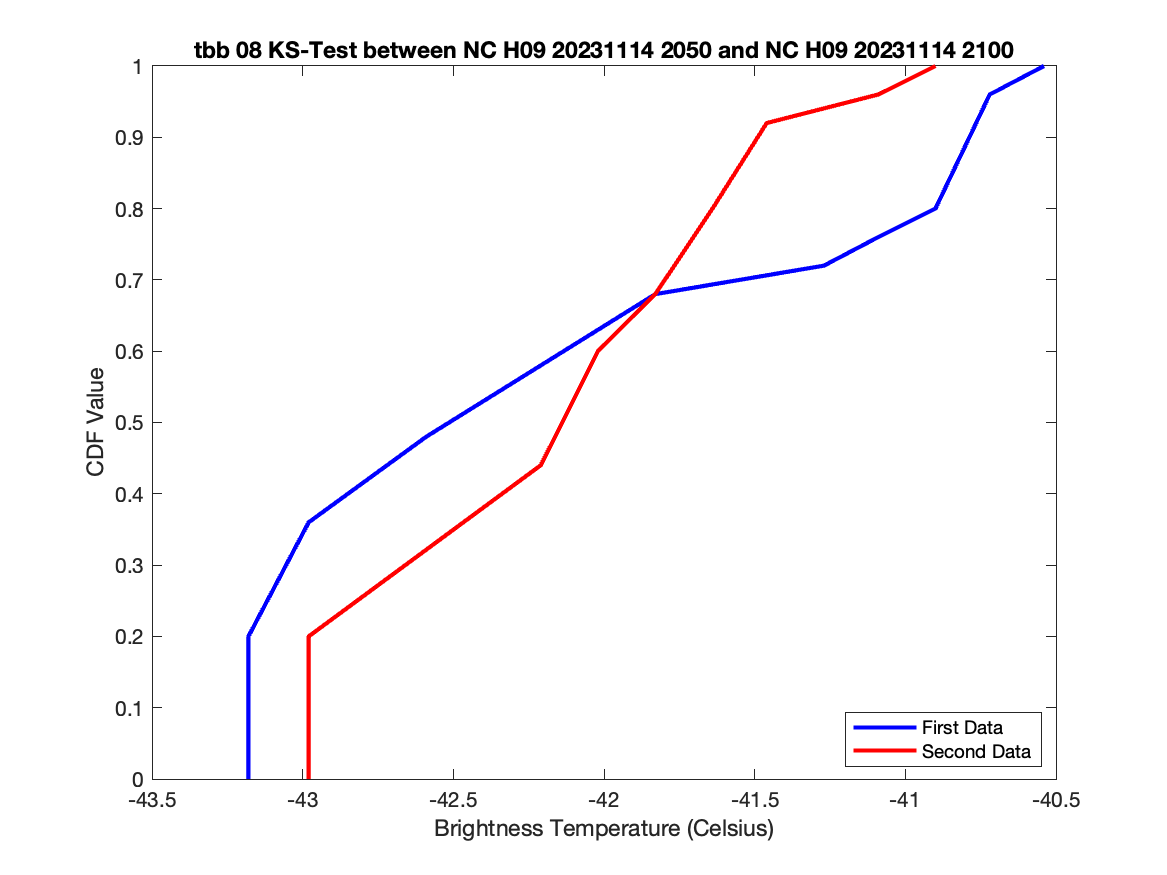 tbb 08 KS-Test between NC H09 20231114 2050 and NC H09 20231114 2100
1
0.9
0.8
0.7
0.6
0.5
0.4
0.3
0.2
0.1
0
CDF Value
First Data
Second Data
-43.5 -43 -42.5 -42 -41.5 -41 -40.5
Brightness Temperature (Celsius)